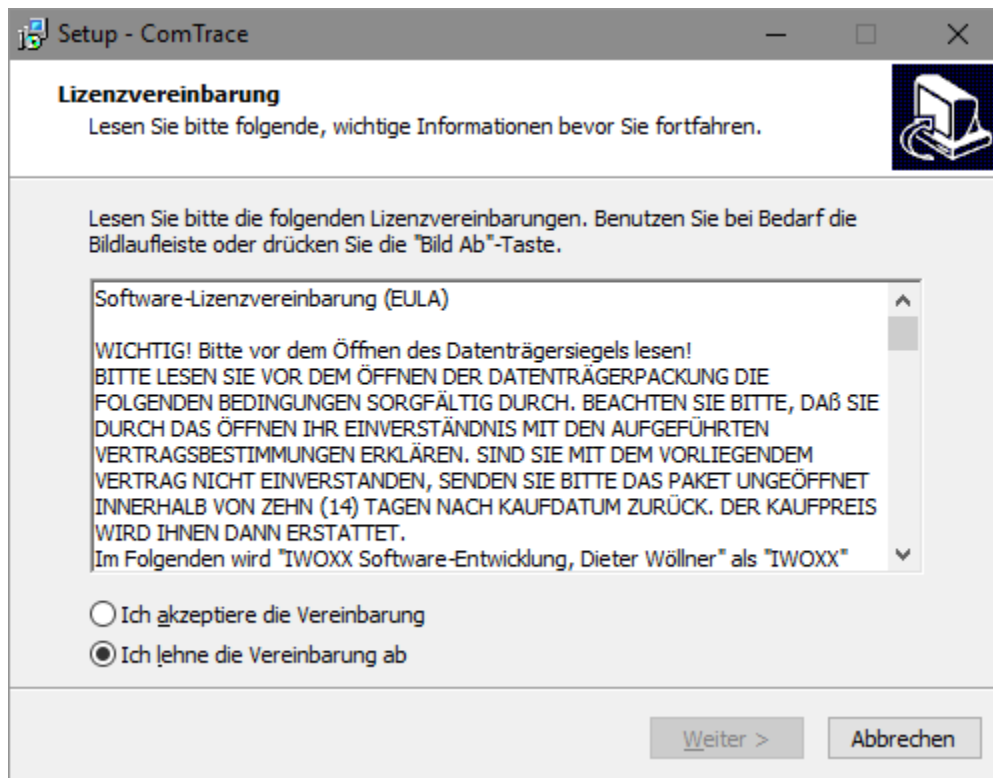 Setup - ComTrace
Lizenzvereinbarung
Lesen Sie bitte folgende, wichtige Informationen bevor Sie fortfahren.
Lesen Sie bitte die folgenden Lizenzvereinbarungen. Benutzen Sie bei Bedarf die
Bildlaufleiste oder drücken Sie die "Bild Ab"-Taste.
Software-Lizenzvereinbarung (EULA)
WICHTIG! Bitte vor dem Öffnen des Datenträgersiegels lesen!
BITTE LESEN SIE VOR DEM ÖFFNEN DER DATENTRÄGERPACKUNG DIE
FOLGENDEN BEDINGUNGEN SORGFÄLTIG DURCH. BEACHTEN SIE BITTE, DAß SIE
DURCH DAS ÖFFNEN IHR EINVERSTÄNDNIS MIT DEN AUFGEFÜHRTEN
VERTRAGSBESTIMMUNGEN ERKLÄREN. SIND SIE MIT DEM VORLIEGENDEM
VERTRAG NICHT EINVERSTANDEN, SENDEN SIE BITTE DAS PAKET UNGEÖFFNET
INNERHALB VON ZEHN (14) TAGEN NACH KAUFDATUM ZURÜCK. DER KAUFPREIS
WIRD IHNEN DANN ERSTATTET.
Im Folgenden wird "IWOXX Software-Entwicklung, Dieter Wöllner" als "IWOXX"
Ich akzeptiere die Vereinbarung
Ich lehne die Vereinbarung ab
Weiter >
Abbrechen